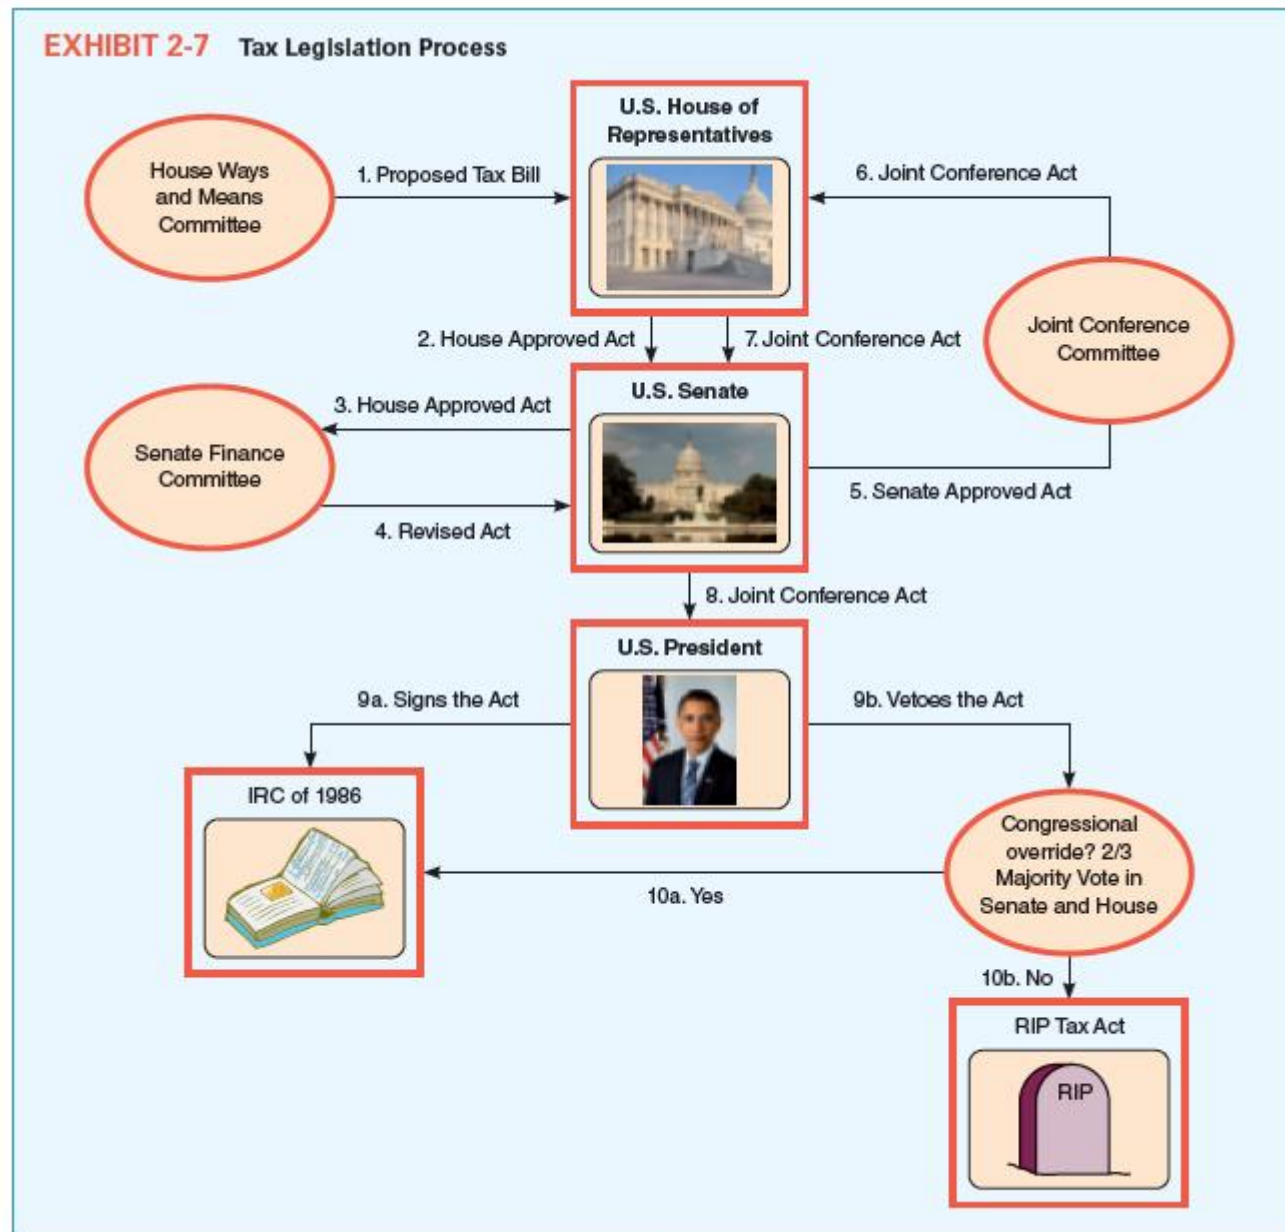 EXHIBIT 2-7 Tax Legislation Process
U.S. House of
Representatives
House Ways
and Means
Committee
1. Proposed Tax Bill
6. Joint Conference Act
2. House Approved Act
7. Joint Conference Act
Joint Conference
Committee
U.S. Senate
3. House Approved Act
Senate Finance
Committee
4. Revised Act
5. Senate Approved Act
8. Joint Conference Act
U.S. President
9a. Signs the Act
9b. Vetoes the Act
IRC of 1986
Congressional
override? 2/3
Majority Vote in
Senate and House
10a. Yes
10b. No
RIP Tax Act
RIP